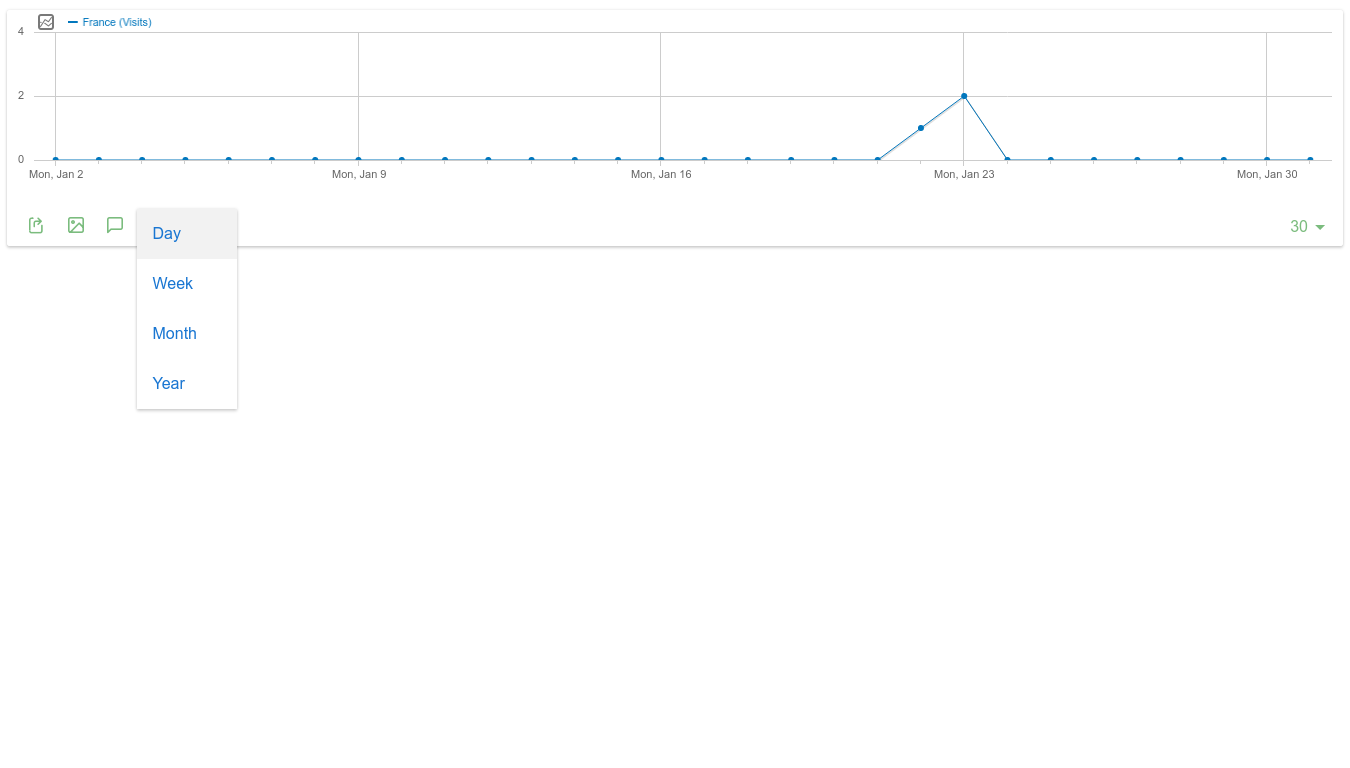 France (Visits)
4
2
0
Mon, Jan 2 Mon, Jan 9 Mon, Jan 16 Mon, Jan 23 Mon, Jan 30
30
Day
Week
Month
Year